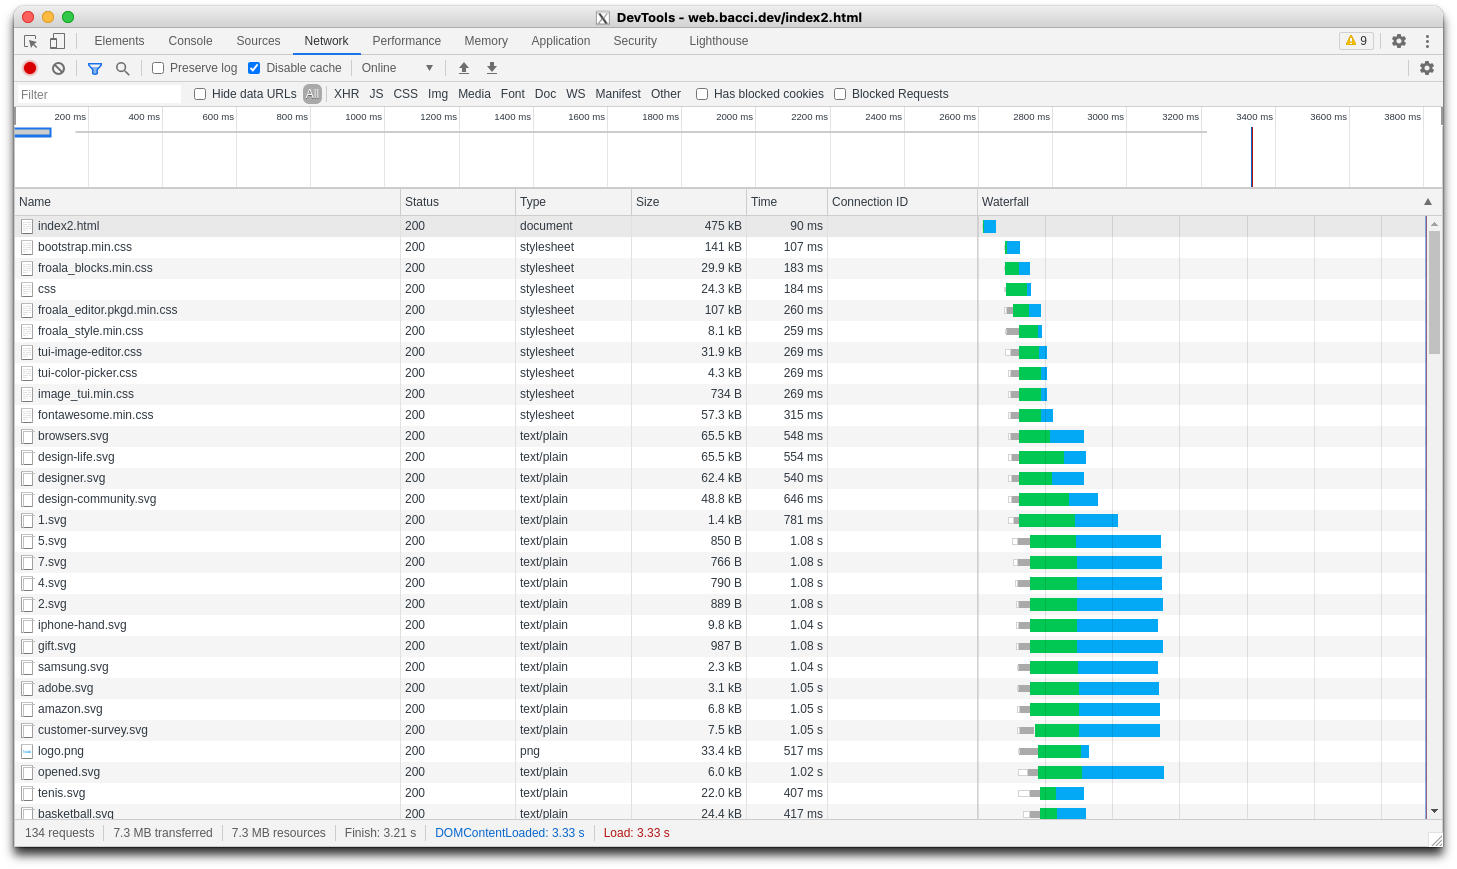 DevTools - web.bacci.dev/index2.html
Elements Console Sources Network Performance Memory Application Security Lighthouse 9
Preserve log Disable cache Online
Filter Hide data URLs All XHR JS CSS Img Media Font Doc WS Manifest Other Has blocked cookies Blocked Requests
200 ms 400 ms 600 ms 800 ms 1000 ms 1200 ms 1400 ms 1600 ms 1800 ms 2000 ms 2200 ms 2400 ms 2600 ms 2800 ms 3000 ms 3200 ms 3400 ms 3600 ms 3800 ms
Name Status Type Size Time Connection ID Waterfall
index2.html 200 document 475 kB 90 ms
bootstrap.min.css 200 stylesheet 141 kB 107 ms
froala_blocks.min.css 200 stylesheet 29.9 kB 183 ms
css 200 stylesheet 24.3 kB 184 ms
froala_editor.pkgd.min.css 200 stylesheet 107 kB 260 ms
froala_style.min.css 200 stylesheet 8.1 kB 259 ms
tui-image-editor.css 200 stylesheet 31.9 kB 269 ms
tui-color-picker.css 200 stylesheet 4.3 kB 269 ms
image_tui.min.css 200 stylesheet 734 B 269 ms
fontawesome.min.css 200 stylesheet 57.3 kB 315 ms
browsers.svg 200 text/plain 65.5 kB 548 ms
design-life.svg 200 text/plain 65.5 kB 554 ms
designer.svg 200 text/plain 62.4 kB 540 ms
design-community.svg 200 text/plain 48.8 kB 646 ms
1.svg 200 text/plain 1.4 kB 781 ms
5.svg 200 text/plain 850 B 1.08 s
7.svg 200 text/plain 766 B 1.08 s
4.svg 200 text/plain 790 B 1.08 s
2.svg 200 text/plain 889 B 1.08 s
iphone-hand.svg 200 text/plain 9.8 kB 1.04 s
gift.svg 200 text/plain 987 B 1.08 s
samsung.svg 200 text/plain 2.3 kB 1.04 s
adobe.svg 200 text/plain 3.1 kB 1.05 s
amazon.svg 200 text/plain 6.8 kB 1.05 s
customer-survey.svg 200 text/plain 7.5 kB 1.05 s
logo.png 200 png 33.4 kB 517 ms
opened.svg 200 text/plain 6.0 kB 1.02 s
tenis.svg 200 text/plain 22.0 kB 407 ms
basketball.svg 200 text/plain 24.4 kB 417 ms
134 requests 7.3 MB transferred 7.3 MB resources Finish: 3.21 s DOMContentLoaded: 3.33 s Load: 3.33 s